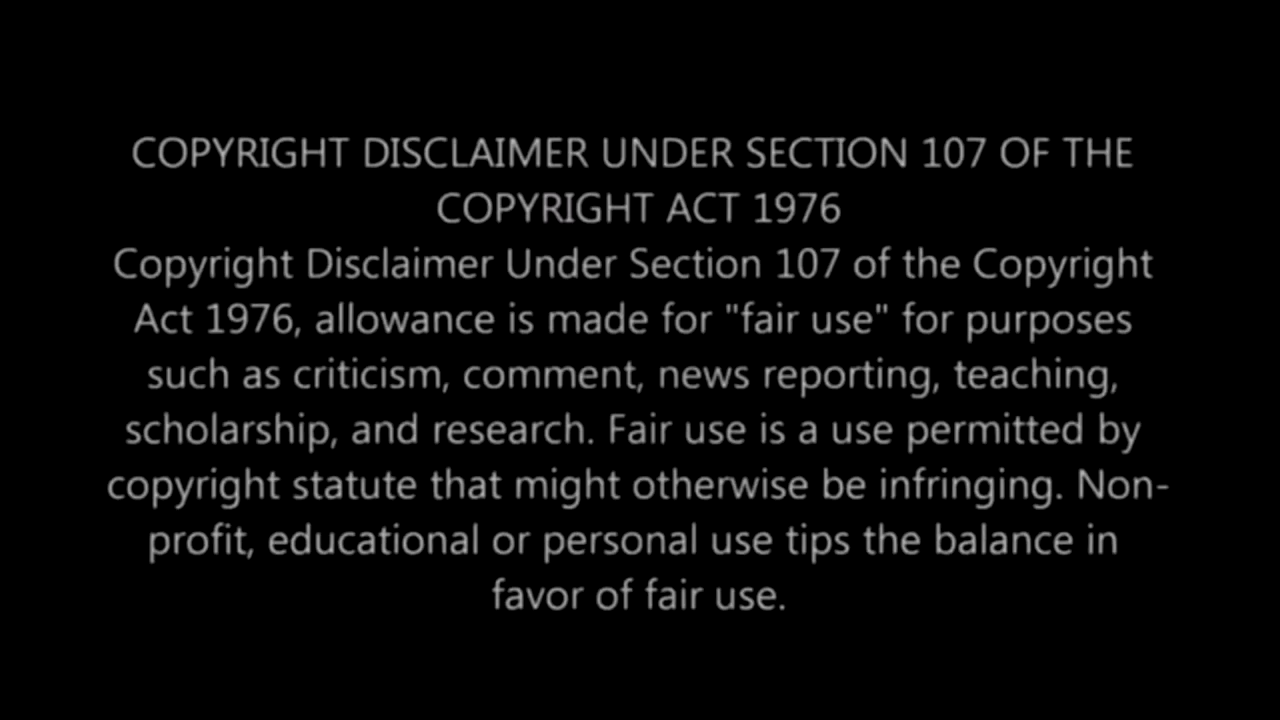 COPYRIGHT DISCLAIMER UNDER SECTION 107 OF THE
COPYRIGHT ACT 1976
Copyright Disclaimer Under Section 107 of the Copyright
Act 1976, allowance is made for "fair use" for purposes
such as criticism, comment, news reporting, teaching,
scholarship, and research. Fair use is a use permitted by
copyright statute that might otherwise be infringing. Non-
profit, educational or personal use tips the balance in
favor of fair use.